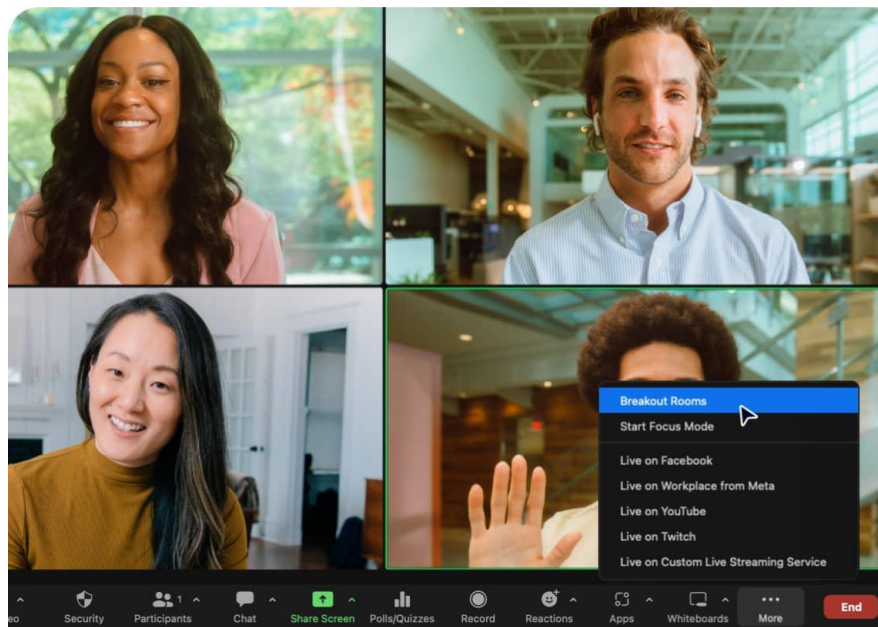 Breakout Rooms
Start Focus Mode
Live on Facebook
Live on Workplace from Meta
Live on YouTube
Live on Twitch
Live on Custom Live Streaming Service
1
eo Security Participants Chat Share Screen Polls/Quizzes Record Reactions Apps Whiteboards More End